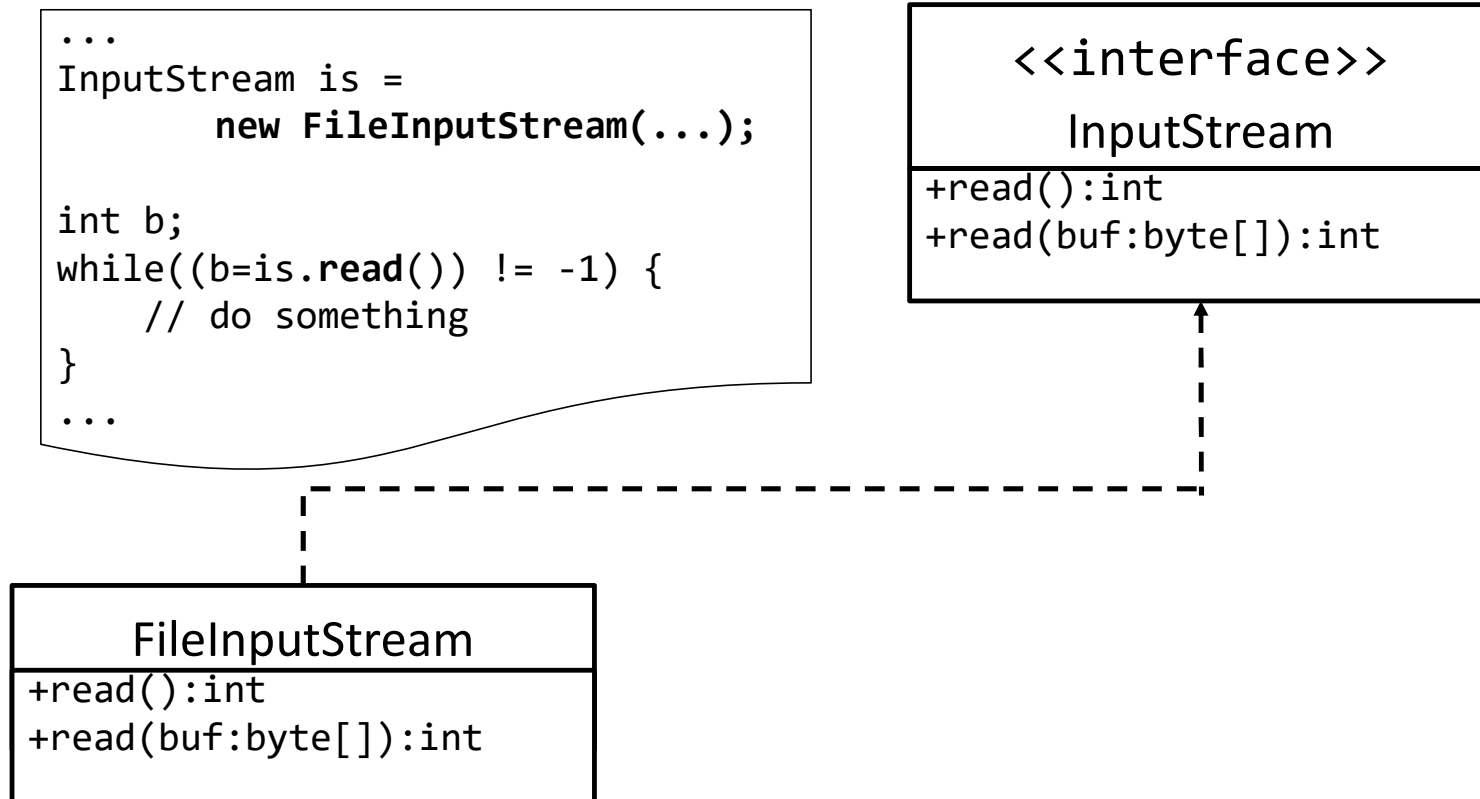 ...
InputStream is =
        new FileInputStream(...);
int b;
while((b=is.read()) != -1) {
    // do something
}
...
<<interface>>
InputStream
+read():int
+read(buf:byte[]):int
FileInputStream
+read():int
+read(buf:byte[]):int